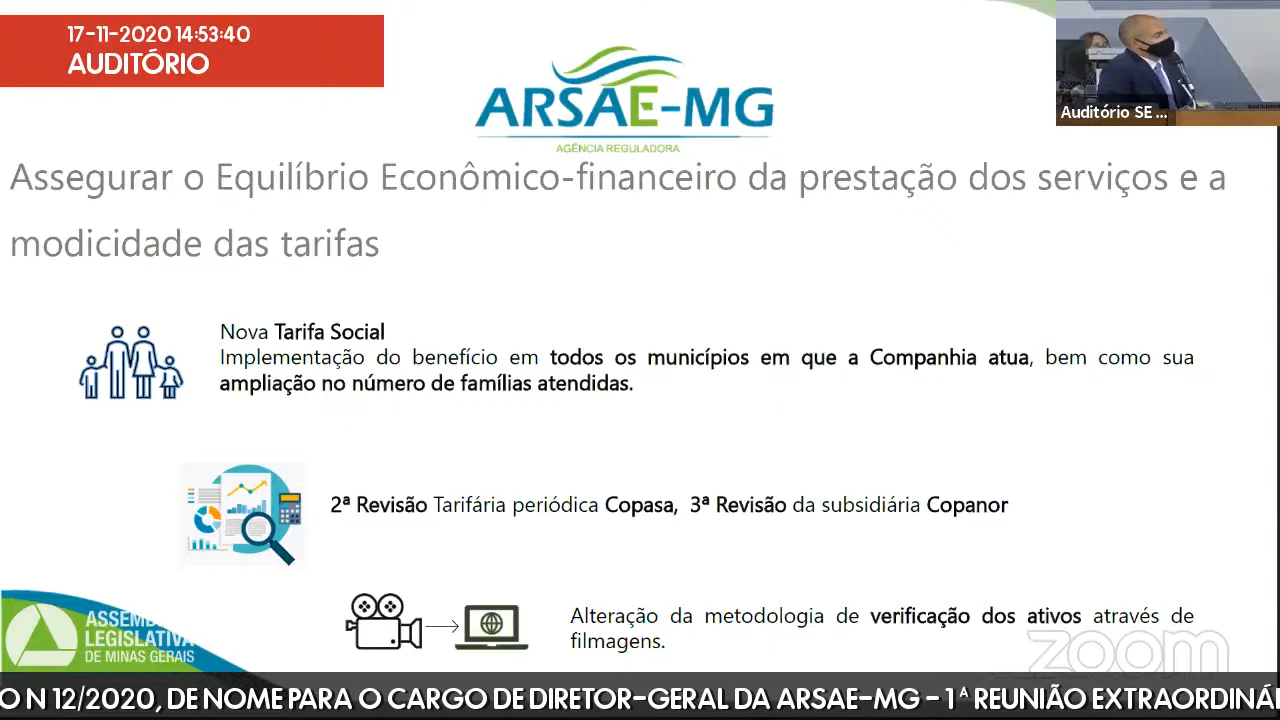 17-11-2020 14:53:40
AUDITÓRIO
ARSAE-MG
AGÊNCIA REGULADORA
Auditório SE ...
Assegurar o Equilíbrio Econômico-financeiro da prestação dos serviços e a
modicidade das tarifas
Nova Tarifa Social
Implementação do benefício em todos os municípios em que a Companhia atua, bem como sua
ampliação no número de famílias atendidas.
2ª Revisão Tarifária periódica Copasa, 3ª Revisão da subsidiária Copanor
Alteração da metodologia de verificação dos ativos através de
filmagens.
LEGISLATIVA
DE MINAS GERAIS
zoom
O N 12/2020, DE NOME PARA O CARGO DE DIRETOR-GERAL DA ARSAE-MG - 1ª REUNIÃO